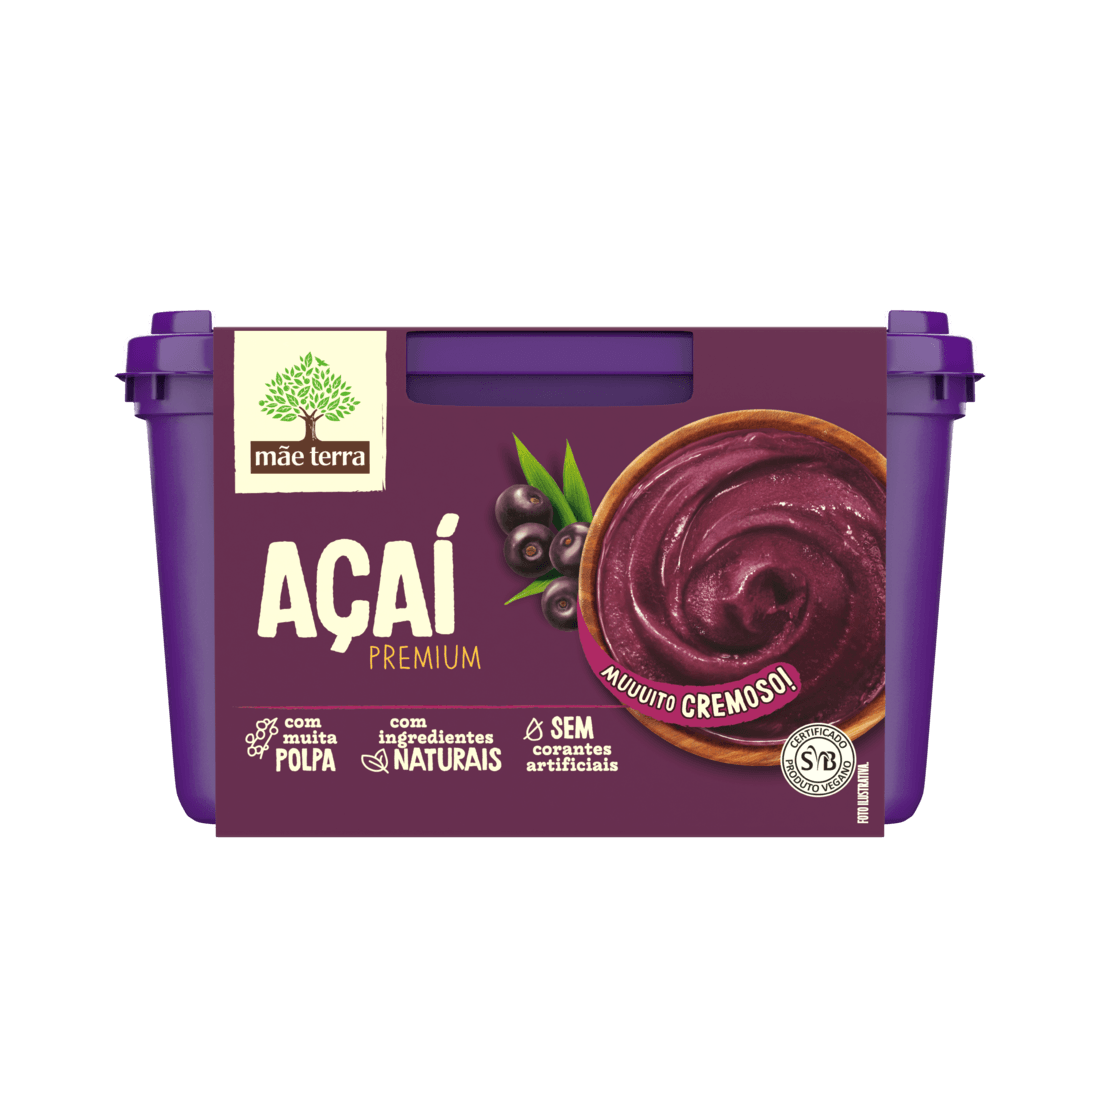 mãe terra
AÇAÍ
PREMIUM
com
muita
POLPA
com
ingredientes
NATURAIS
SEM
corantes
artificiais
MUUUITO CREMOSO!
CERTIFICADO
SVB
PRODUTO VEGANO
FOTO ILUSTRATIVA.